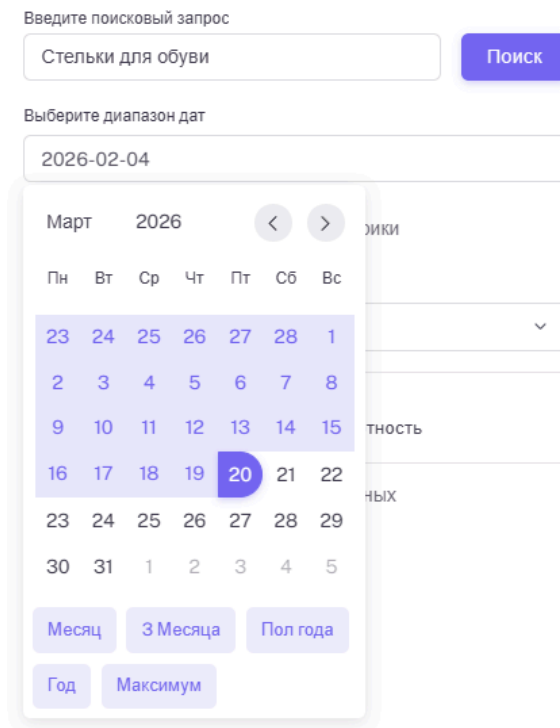 Введите поисковый запрос
Стельки для обуви Поиск
Выберите диапазон дат
2026-02-04
Март 2026
Пн Вт Ср Чт Пт Сб Вс
23 24 25 26 27 28 1
2 3 4 5 6 7 8
9 10 11 12 13 14 15
16 17 18 19 20 21 22
23 24 25 26 27 28 29
30 31 1 2 3 4 5
Месяц 3 Месяца Пол года
Год Максимум